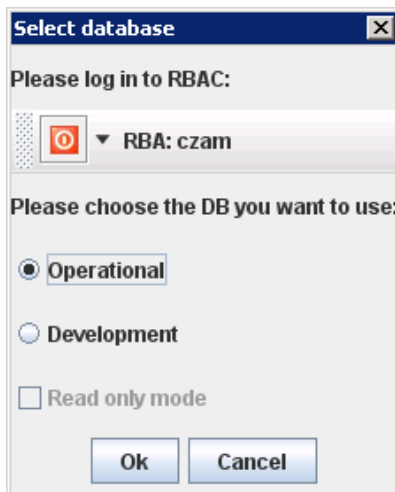 Select database
Please log in to RBAC:
RBA: czam
Please choose the DB you want to use:
Operational
Development
Read only mode
Ok Cancel